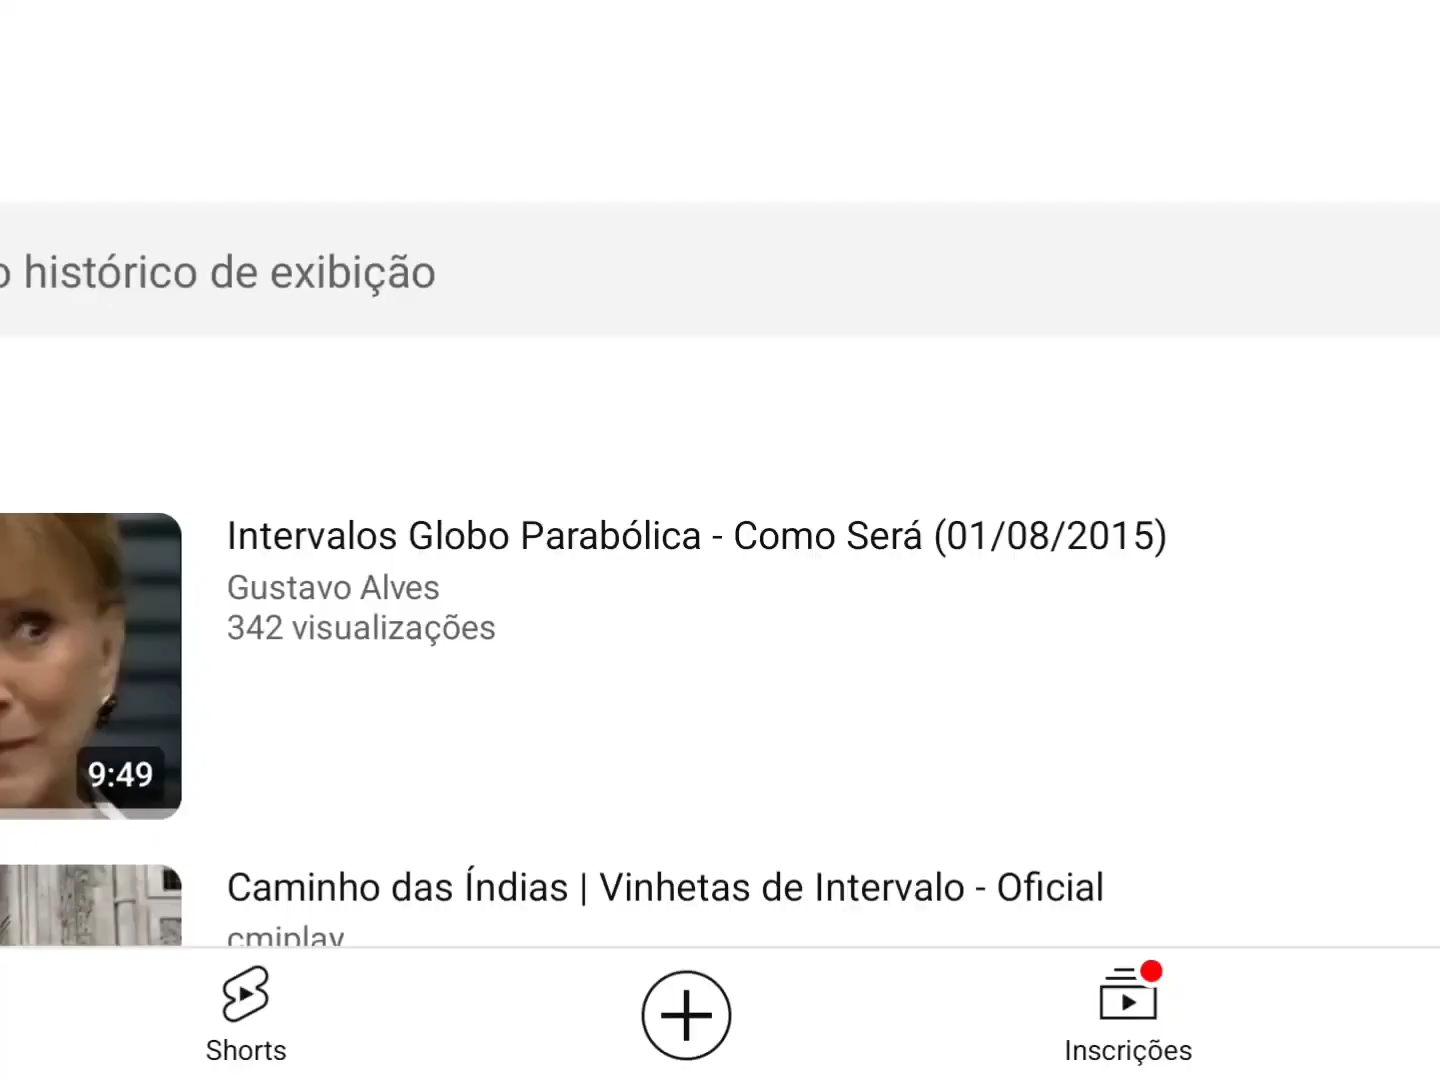 o histórico de exibição
Intervalos Globo Parabólica - Como Será (01/08/2015)
Gustavo Alves
342 visualizações
9:49
Caminho das Índias | Vinhetas de Intervalo - Oficial
cmiplay
Shorts
Inscrições